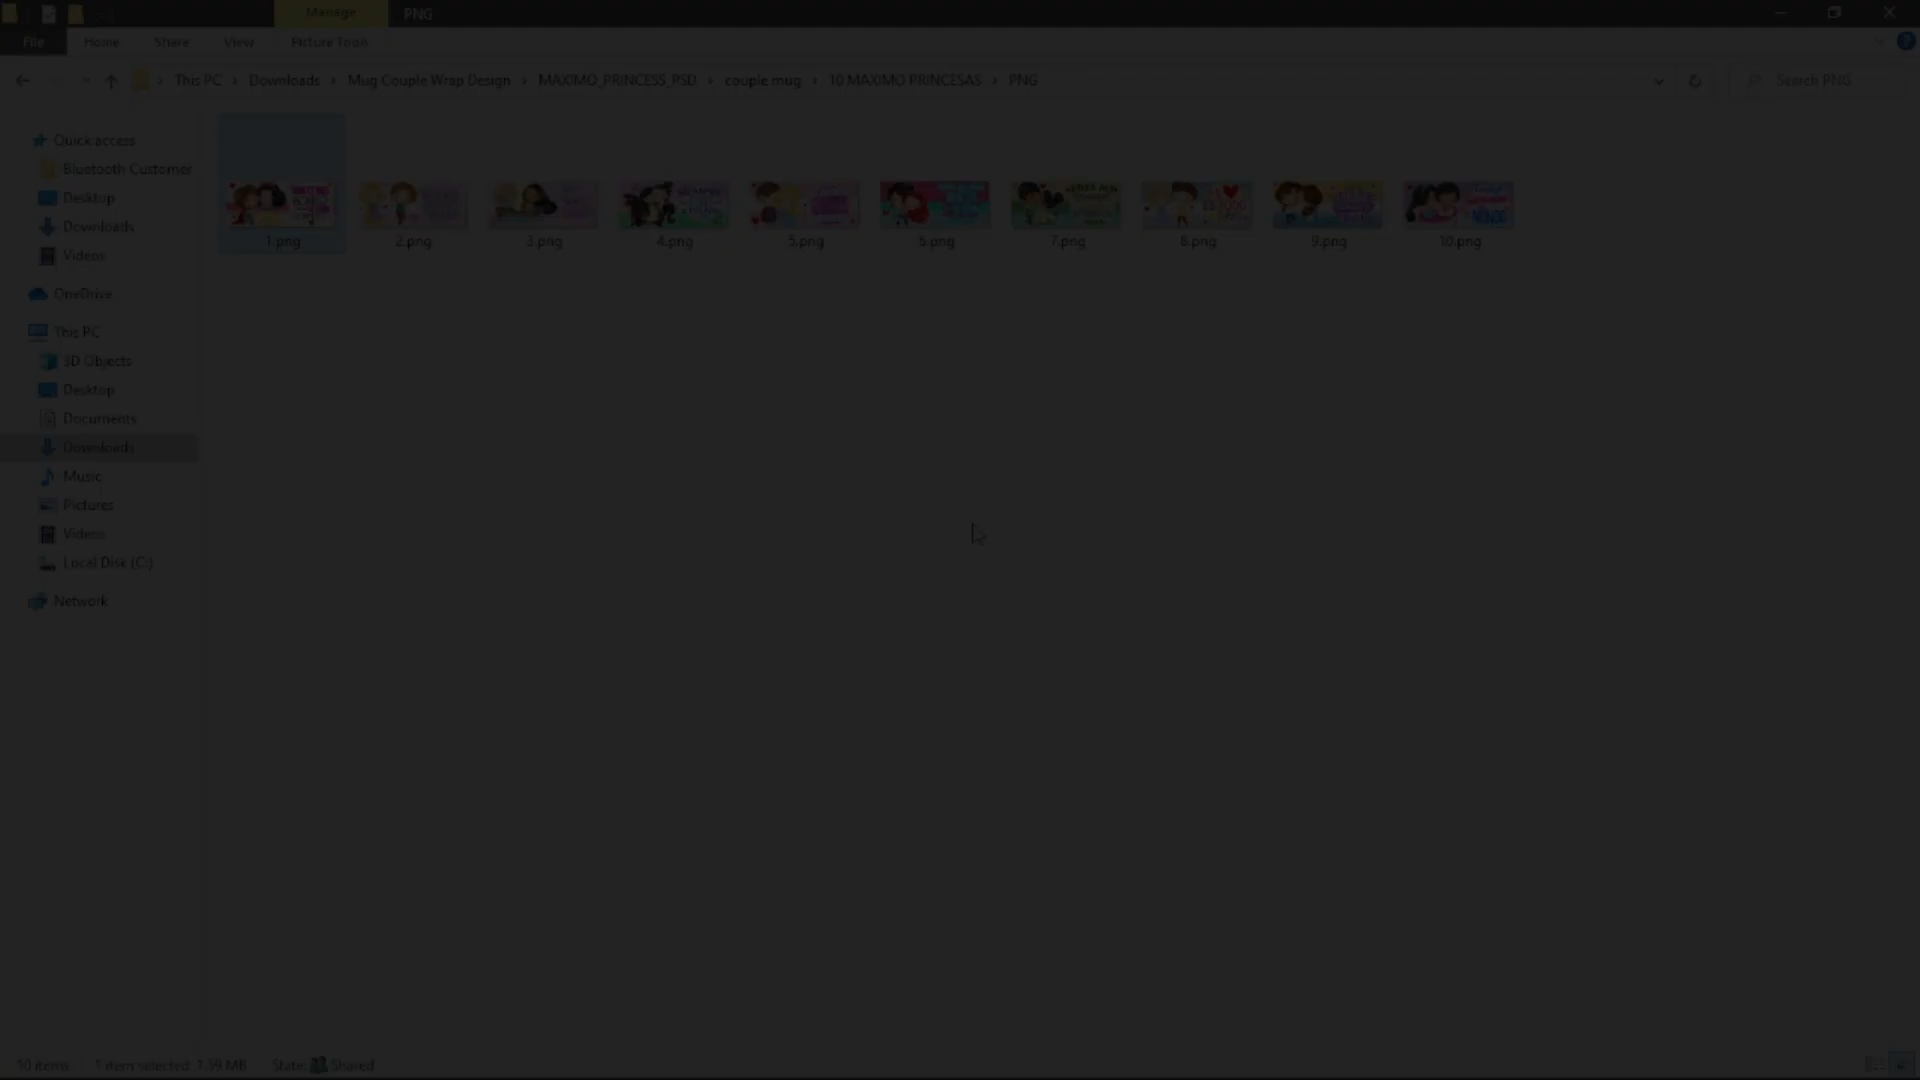 Manage PNG
File Home Share View Picture Tools
This PC Downloads Mug Couple Wrap Design MAXIMO_PRINCESS_PSD couple mug 10 MAXIMO PRINCESAS PNG Search PNG
Quick access
Bluetooth Customer
Desktop
Downloads
Videos
OneDrive
This PC
3D Objects
Desktop
Documents
Downloads
Music
Pictures
Videos
Local Disk (C:)
Network
1.png 2.png 3.png 4.png 5.png 6.png 7.png 8.png 9.png 10.png
10 items 1 item selected 1.59 MB State: Shared